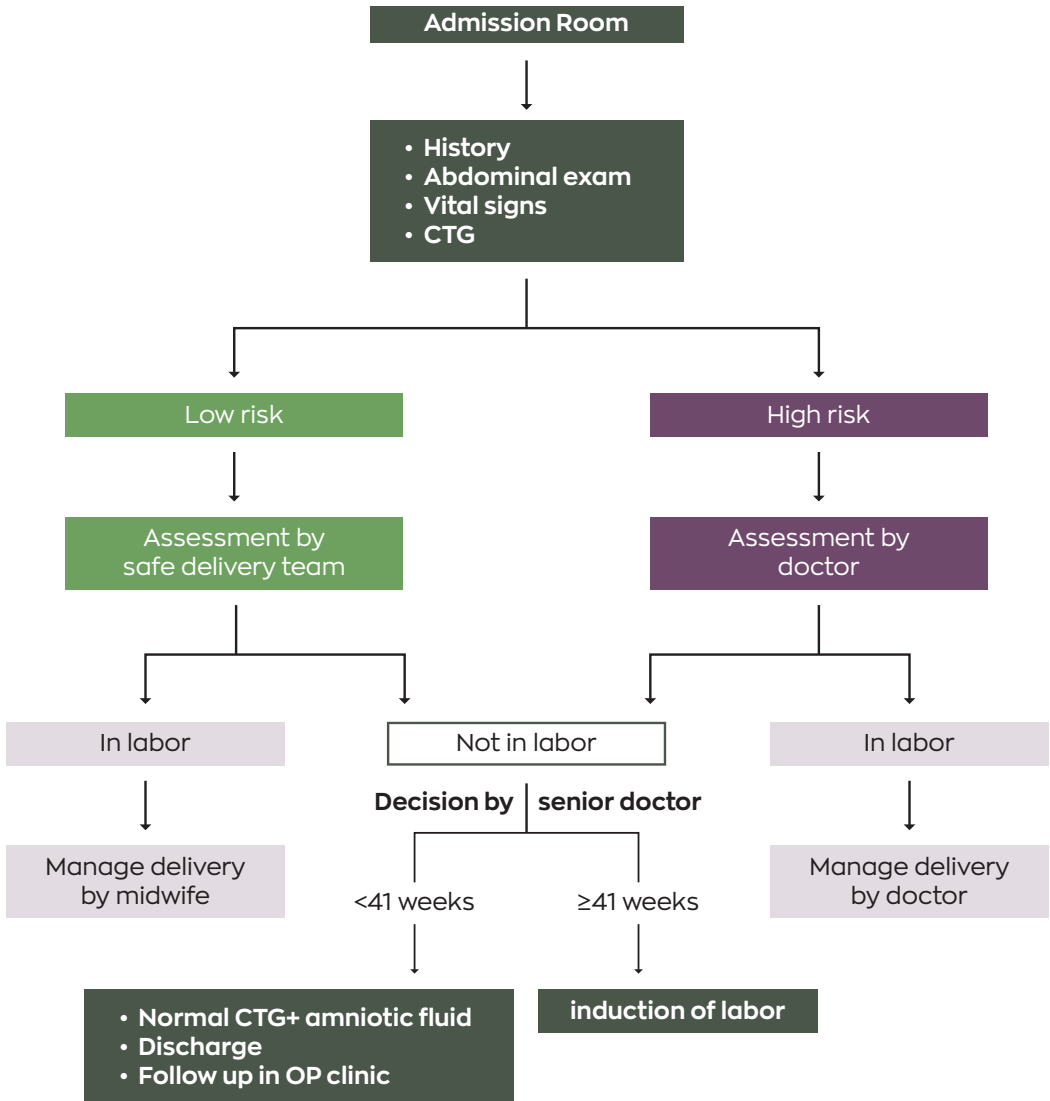 Admission Room
• History
• Abdominal exam
• Vital signs
• CTG
Low risk
High risk
Assessment by
safe delivery team
Assessment by
doctor
In labor
Not in labor
In labor
Decision by senior doctor
Manage delivery
by midwife
<41 weeks
≥41 weeks
Manage delivery
by doctor
• Normal CTG+ amniotic fluid
• Discharge
• Follow up in OP clinic
induction of labor